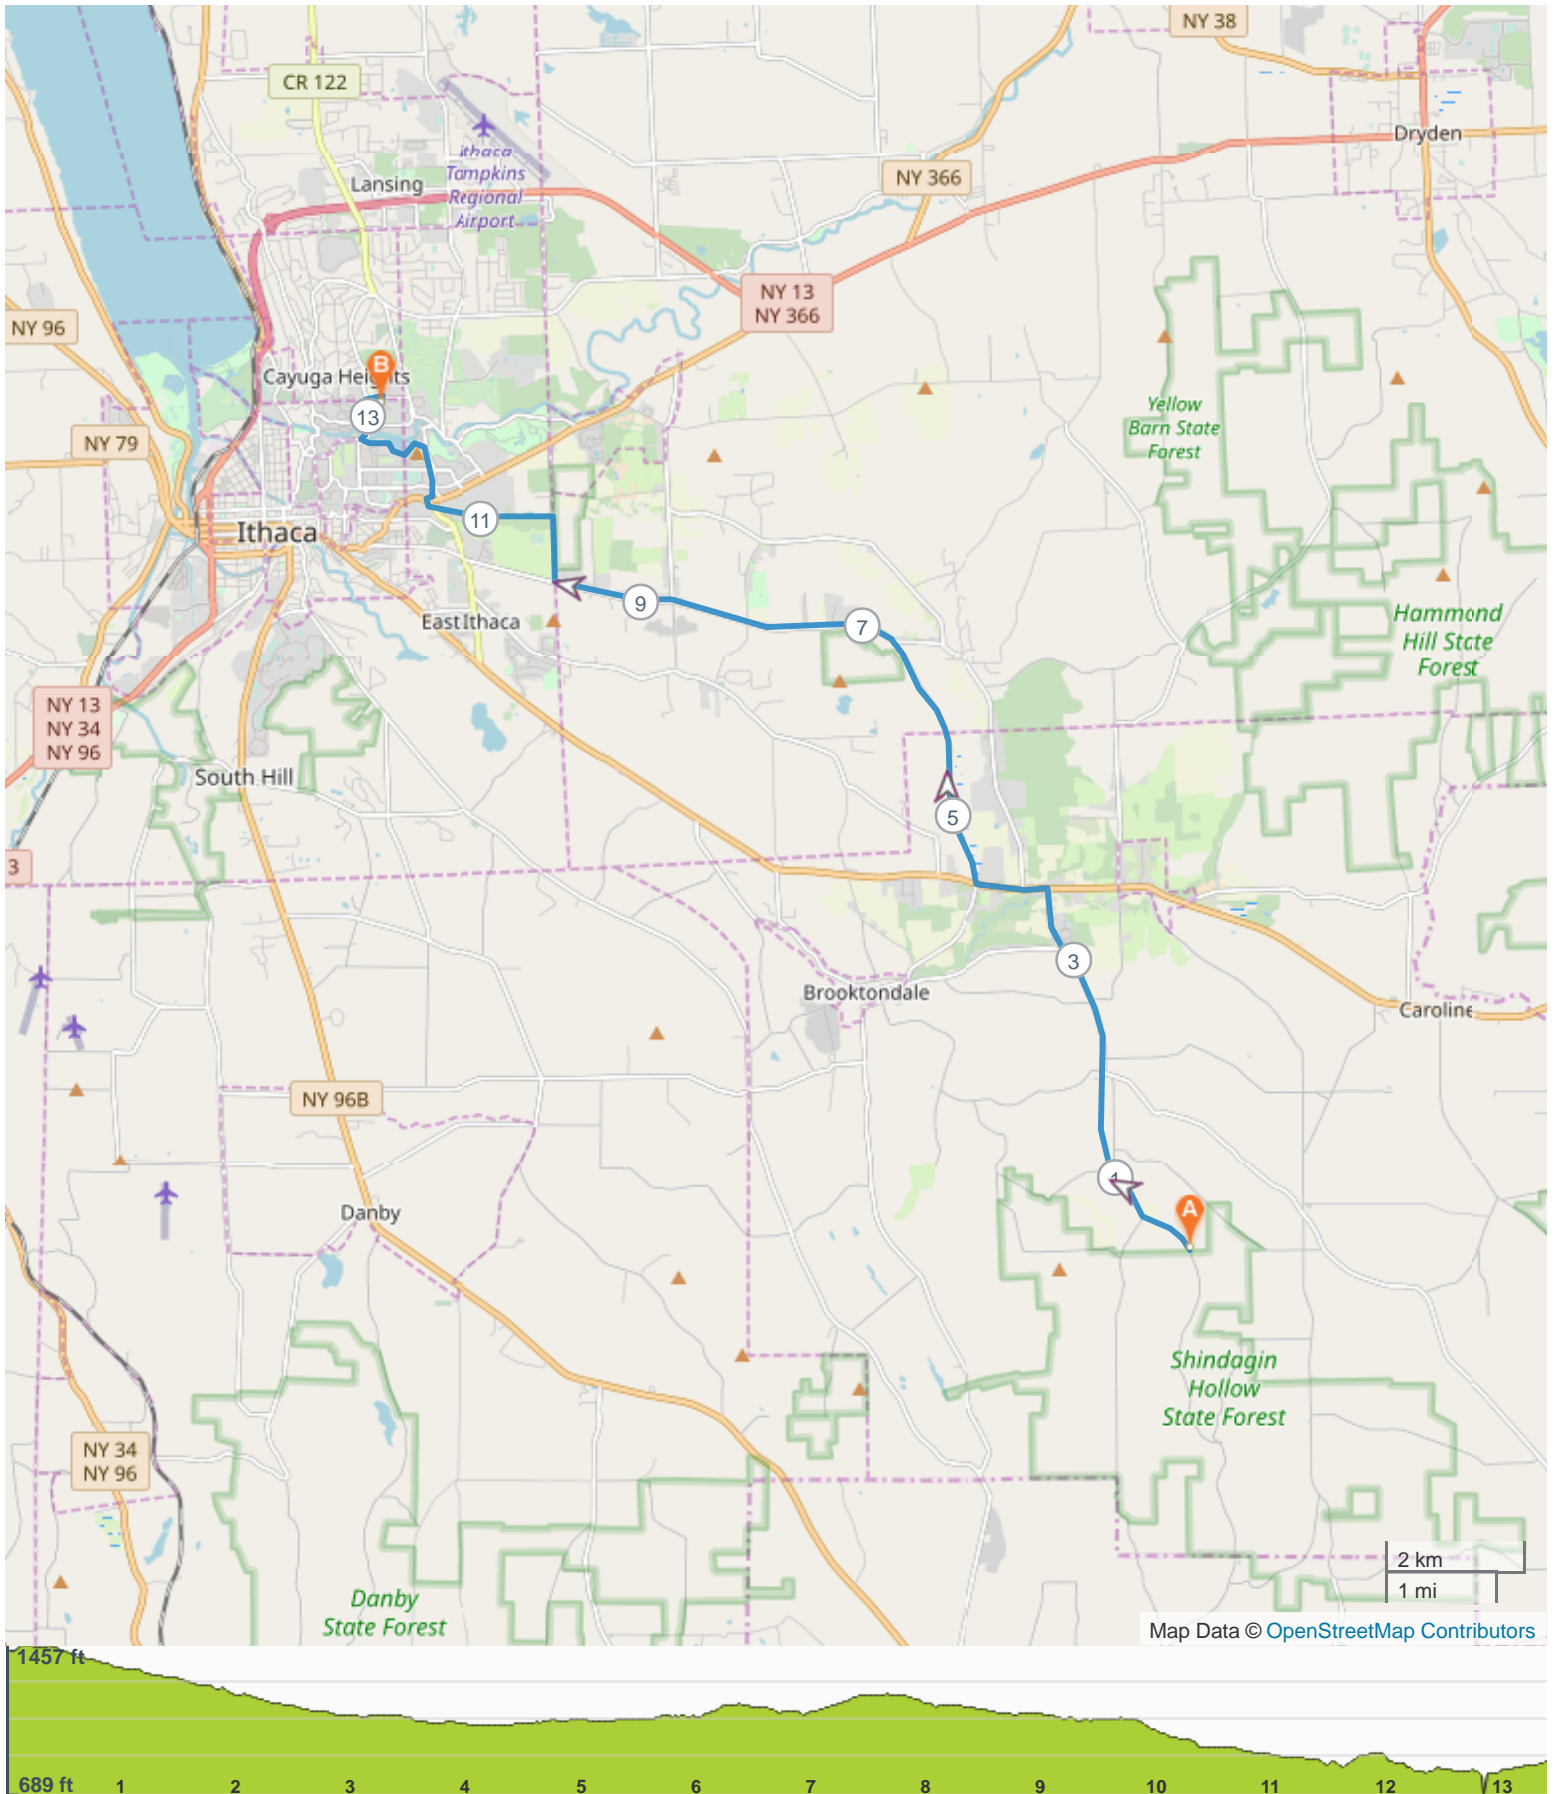 NY 38
CR 122
Dryden
Ithaca
Tompkins
Regional
Airport
Lansing
NY 366
NY 13
NY 366
NY 96
B
Cayuga Heights
13
Yellow
Barn State
Forest
NY 79
11
Ithaca
9
7
East Ithaca
Hammond
Hill State
Forest
NY 13
NY 34
NY 96
South Hill
5
3
3
Brooktondale
Caroline
NY 96B
1
A
Danby
Shindagin
Hollow
State Forest
NY 34
NY 96
2 km
1 mi
Danby
State Forest
Map Data © OpenStreetMap Contributors
1457 ft
689 ft 1 2 3 4 5 6 7 8 9 10 11 12 13